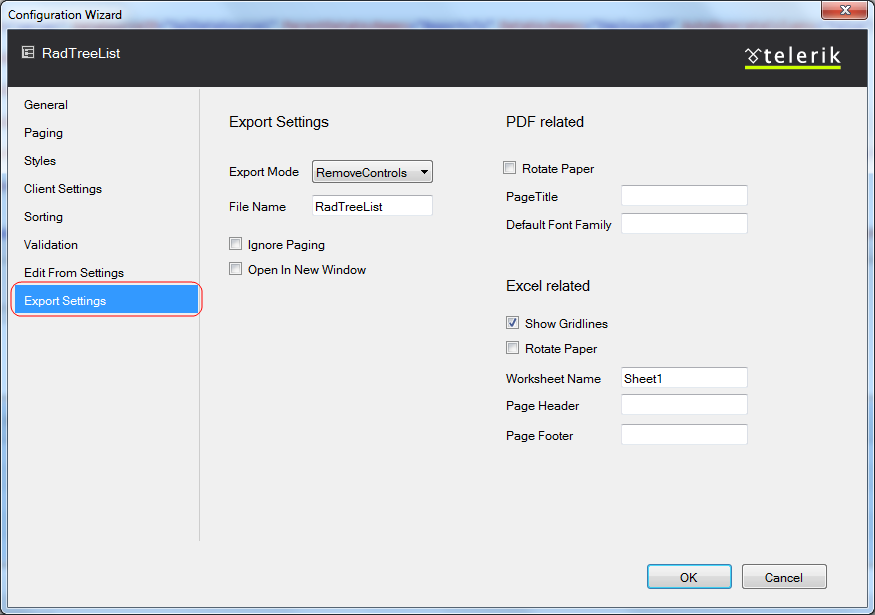 Configuration Wizard
RadTreeList
telerik
General
Paging
Styles
Client Settings
Sorting
Validation
Edit From Settings
Export Settings
Export Settings
Export Mode RemoveControls
File Name RadTreeList
Ignore Paging
Open In New Window
PDF related
Rotate Paper
PageTitle
Default Font Family
Excel related
Show Gridlines
Rotate Paper
Worksheet Name Sheet1
Page Header
Page Footer
OK Cancel